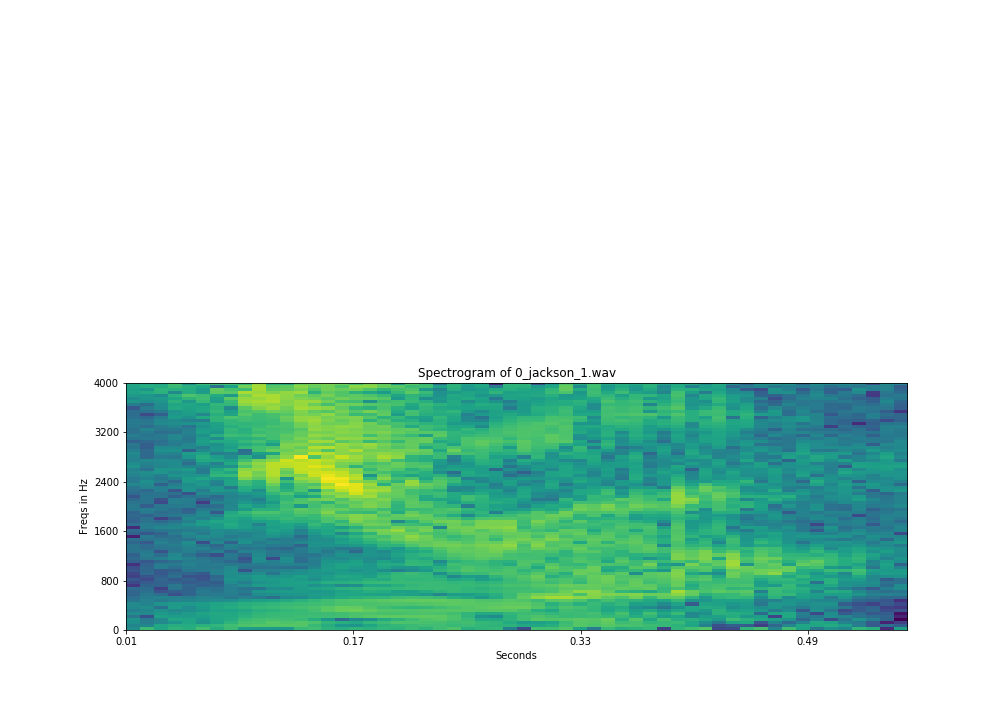 Spectrogram of 0_jackson_1.wav
4000
3200
2400
1600
800
0
Freqs in Hz
0.01 0.17 0.33 0.49
Seconds